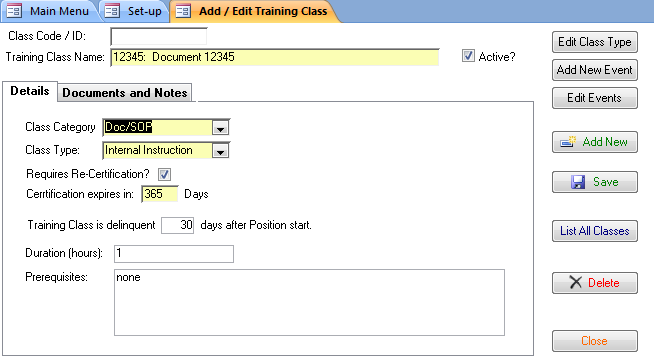 Main Menu Set-up Add / Edit Training Class
Class Code / ID:
Training Class Name: 12345: Document 12345 Active?
Edit Class Type
Add New Event
Edit Events
Details Documents and Notes
Class Category Doc/SOP
Add New
Class Type: Internal Instruction
Requires Re-Certification?
Save
Cerrtification expires in: 365 Days
Training Class is delinquent 30 days after Position start.
List All Classes
Duration (hours): 1
Prerequisites: none
Delete
Close